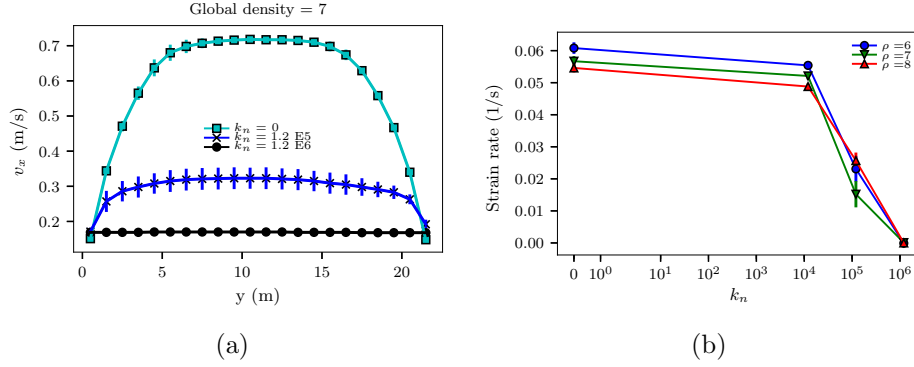 Global density = 7
0.7
0.6
0.5
0.4
0.3
0.2
v_x (m/s)
k_n = 0
k_n = 1.2 E5
k_n = 1.2 E6
0 5 10 15 20
y (m)
(a)
0.06
0.05
0.04
0.03
0.02
0.01
0.00
Strain rate (1/s)
ρ =6
ρ =7
ρ =8
0 10^0 10^1 10^2 10^3 10^4 10^5 10^6
k_n
(b)